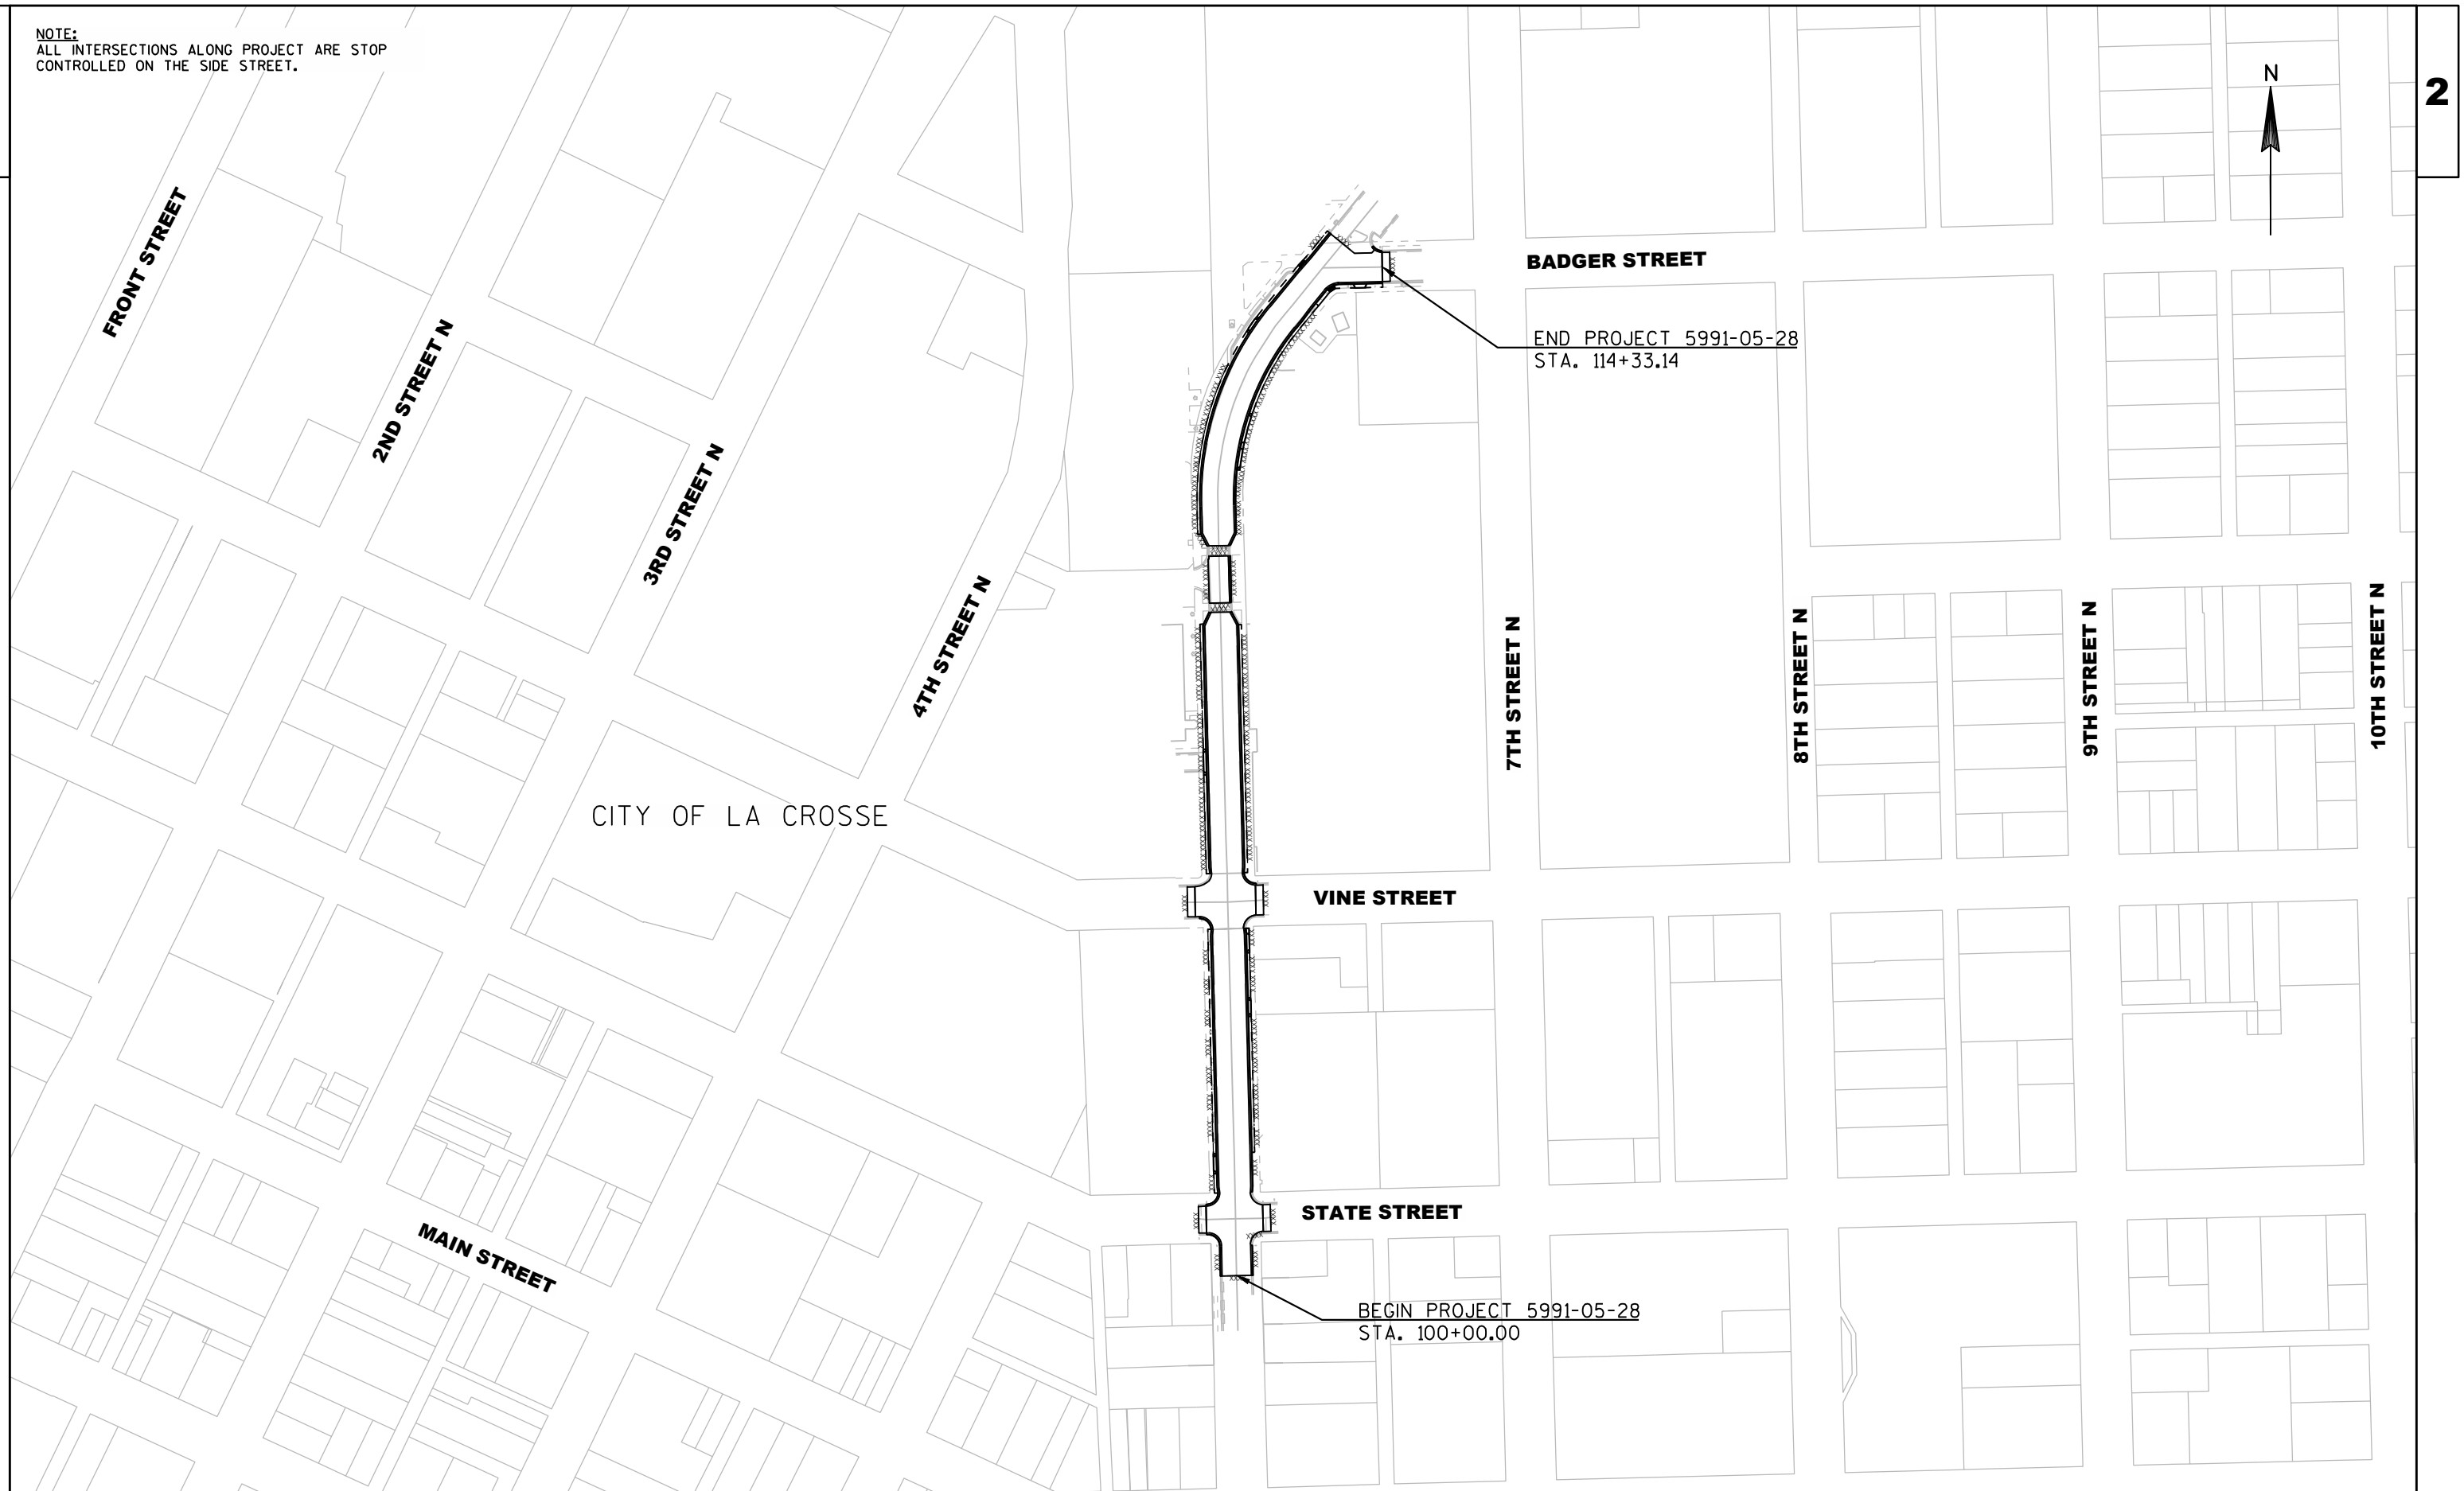 NOTE:
ALL INTERSECTIONS ALONG PROJECT ARE STOP
CONTROLLED ON THE SIDE STREET.
N
2
FRONT STREET
2ND STREET N
3RD STREET N
4TH STREET N
BADGER STREET
END PROJECT 5991-05-28
STA. 114+33.14
7TH STREET N
8TH STREET N
9TH STREET N
10TH STREET N
CITY OF LA CROSSE
VINE STREET
STATE STREET
MAIN STREET
BEGIN PROJECT 5991-05-28
STA. 100+00.00